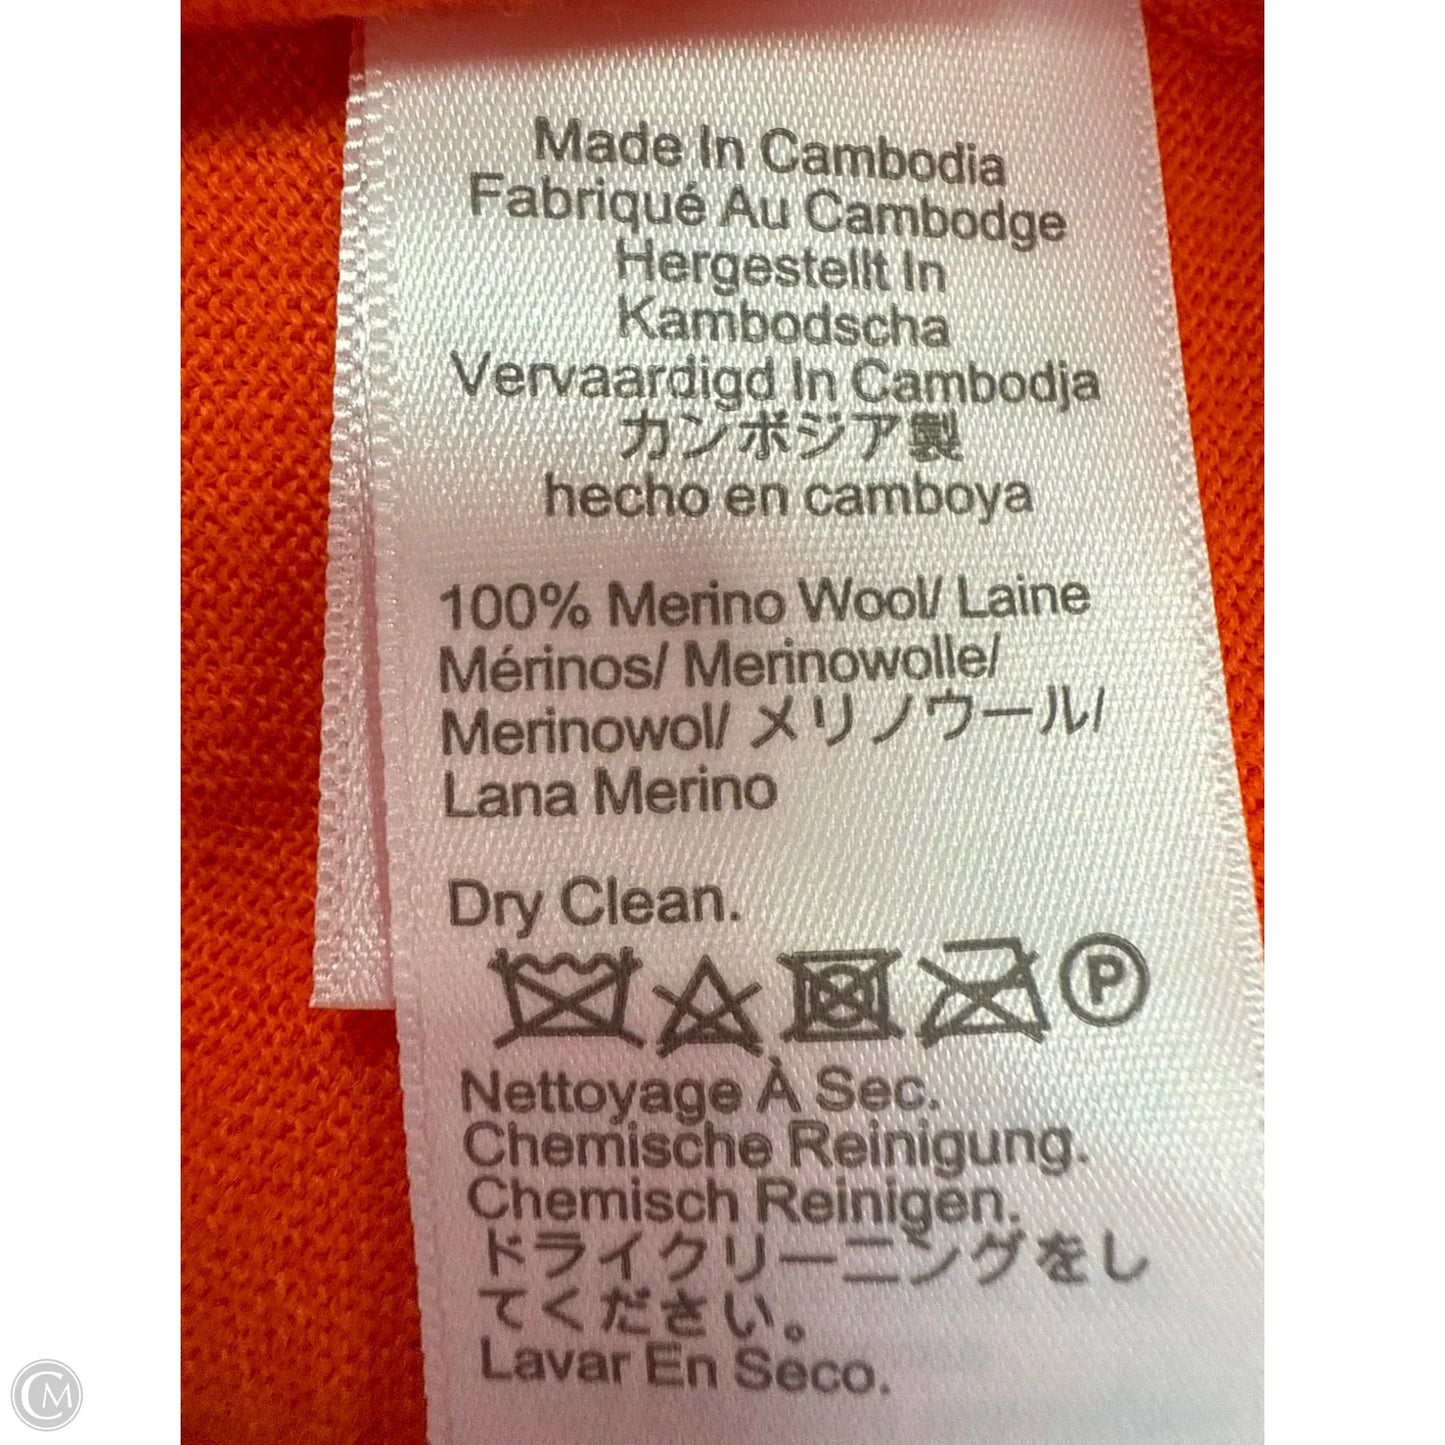 Made In Cambodia
Fabriqué Au Cambodge
Hergestellt In
Kambodscha
Vervaardigd In Cambodja
カンボジア製
hecho en camboya
100% Merino Wool/ Laine
Mérinos/ Merinowolle/
Merinowol/ メリノウール/
Lana Merino
Dry Clean.
P
Nettoyage À Sec.
Chemische Reinigung.
Chemisch Reinigen.
ドライクリーニングをし
てください。
Lavar En Seco.
CM